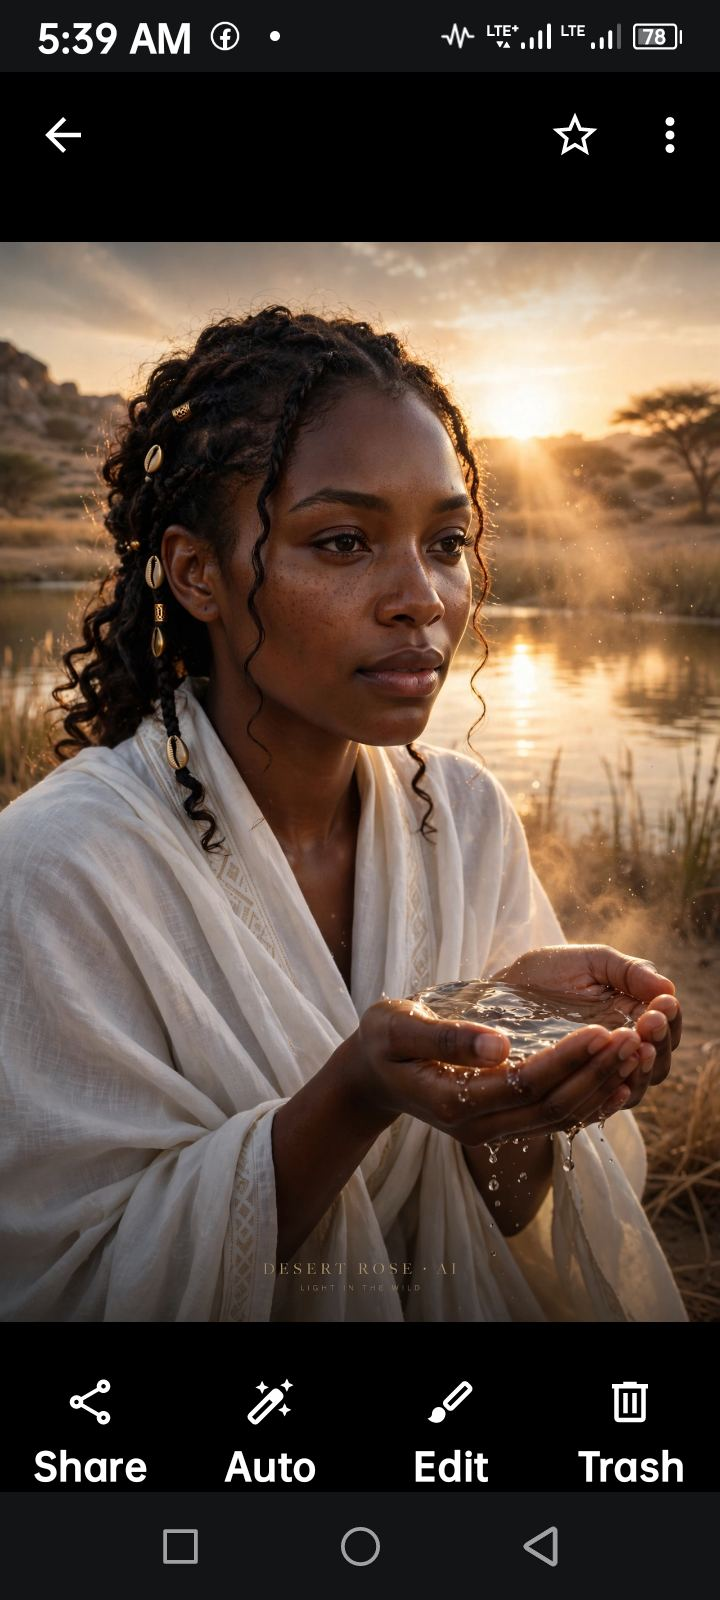 5:39 AM
LTE+
LTE
78
DESERT ROSE · AI
LIGHT IN THE WILD
Share
Auto
Edit
Trash